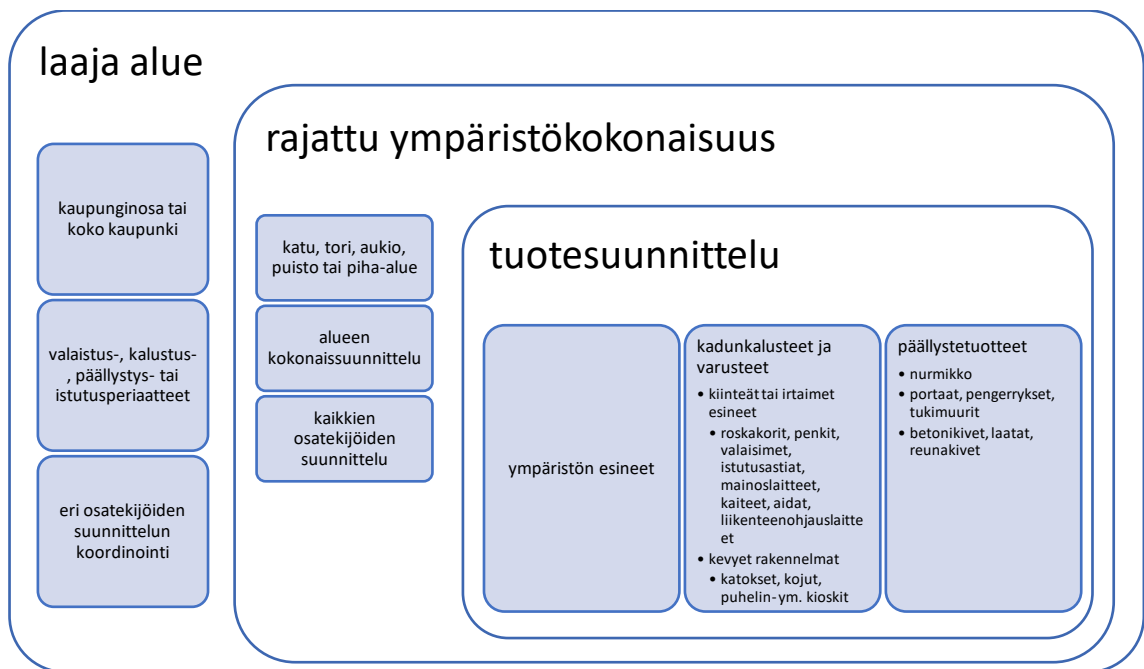 laaja alue
kaupunginosa tai
koko kaupunki
valaistus-, kalustus-
, päällystys- tai
istutusperiaatteet
eri osatekijöiden
suunnittelun
koordinointi
rajattu ympäristökokonaisuus
katu, tori, aukio,
puisto tai piha-alue
alueen
kokonaissuunnittelu
kaikkien
osatekijöiden
suunnittelu
tuotesuunnittelu
ympäristön esineet
kadunkalusteet ja
varusteet
• kiinteät tai irtaimet
esineet
• roskakorit, penkit,
valaisimet,
istutusastiat,
mainoslaitteet,
kaiteet, aidat,
liikenteenohjauslaitte
et
• kevyet rakennelmat
• katokset, kojut,
puhelin- ym. kioskit
päällystetuotteet
• nurmikko
• portaat, pengerrykset,
tukimuurit
• betonikivet, laatat,
reunakivet